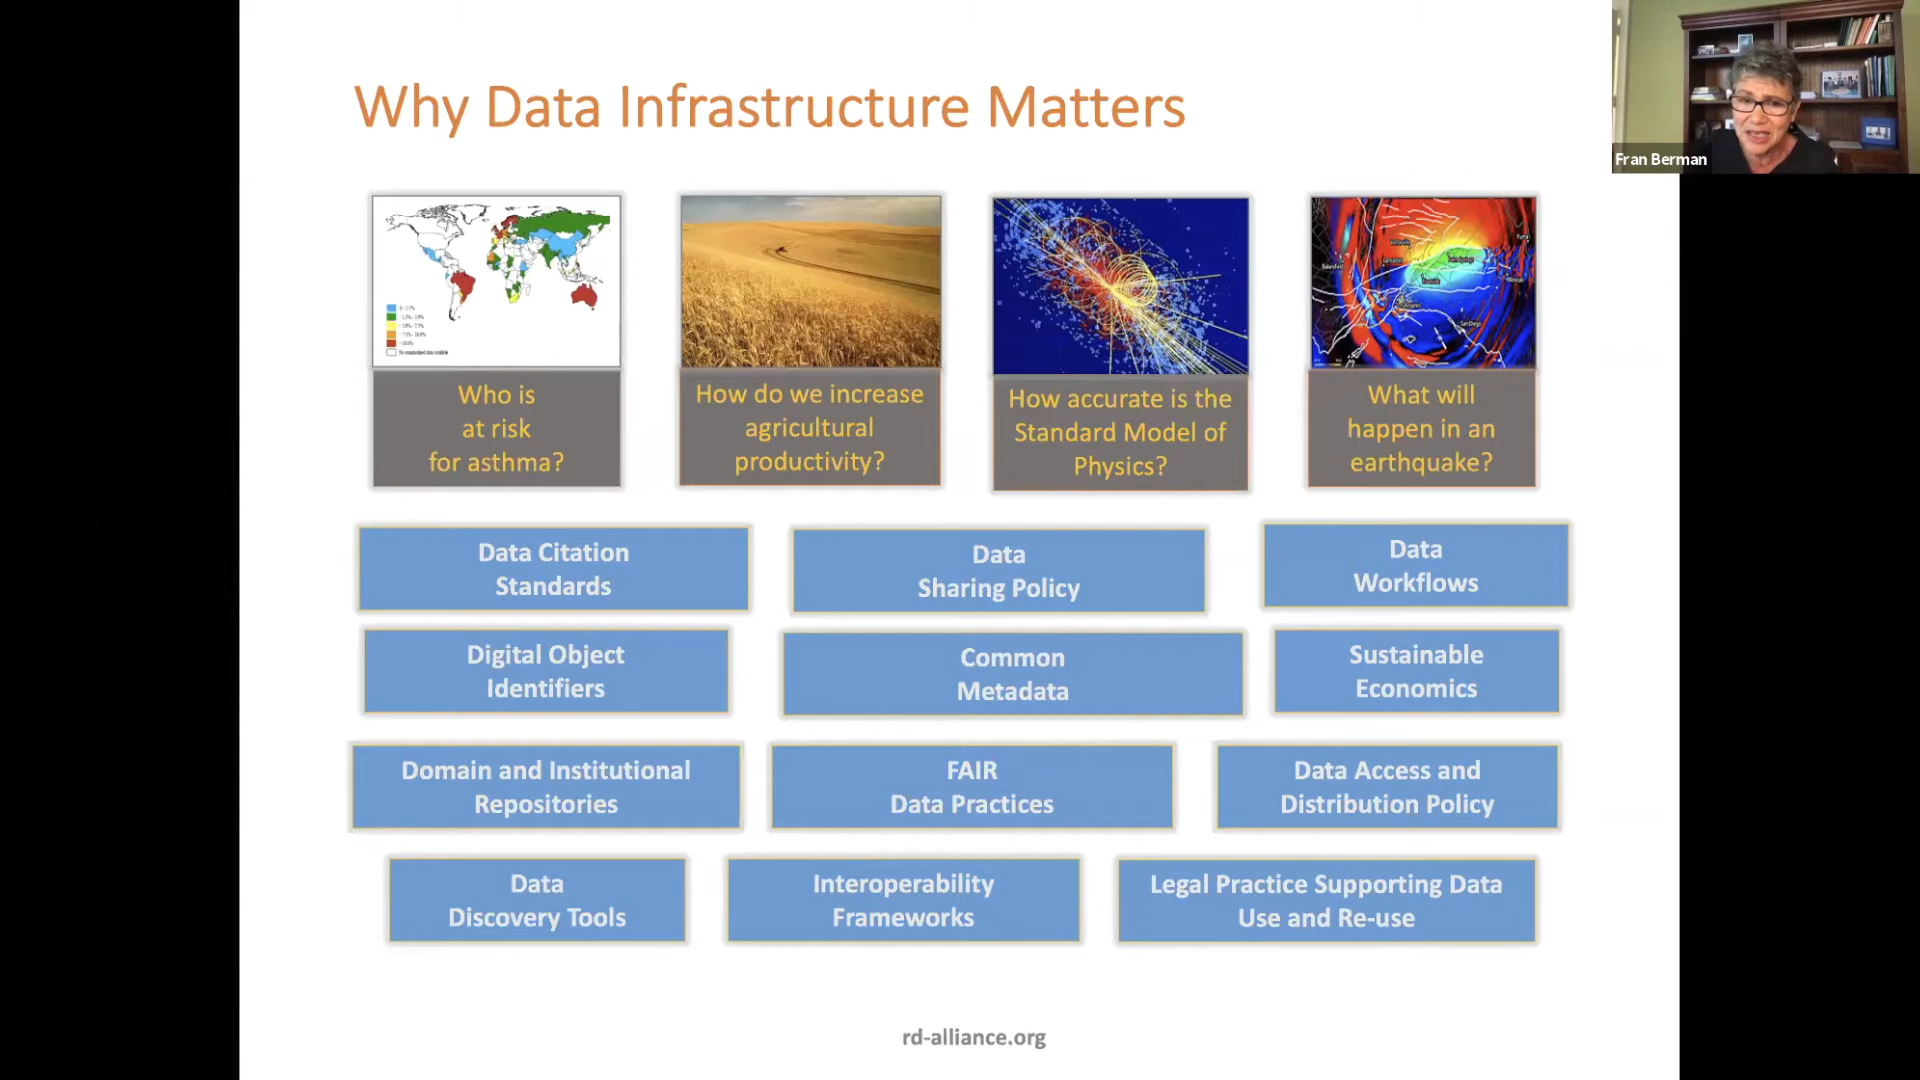 Why Data Infrastructure Matters
Fran Berman
Who is
at risk
for asthma?
How do we increase
agricultural
productivity?
How accurate is the
Standard Model of
Physics?
What will
happen in an
earthquake?
Data Citation
Standards
Data
Sharing Policy
Data
Workflows
Digital Object
Identifiers
Common
Metadata
Sustainable
Economics
Domain and Institutional
Repositories
FAIR
Data Practices
Data Access and
Distribution Policy
Data
Discovery Tools
Interoperability
Frameworks
Legal Practice Supporting Data
Use and Re-use
rd-alliance.org